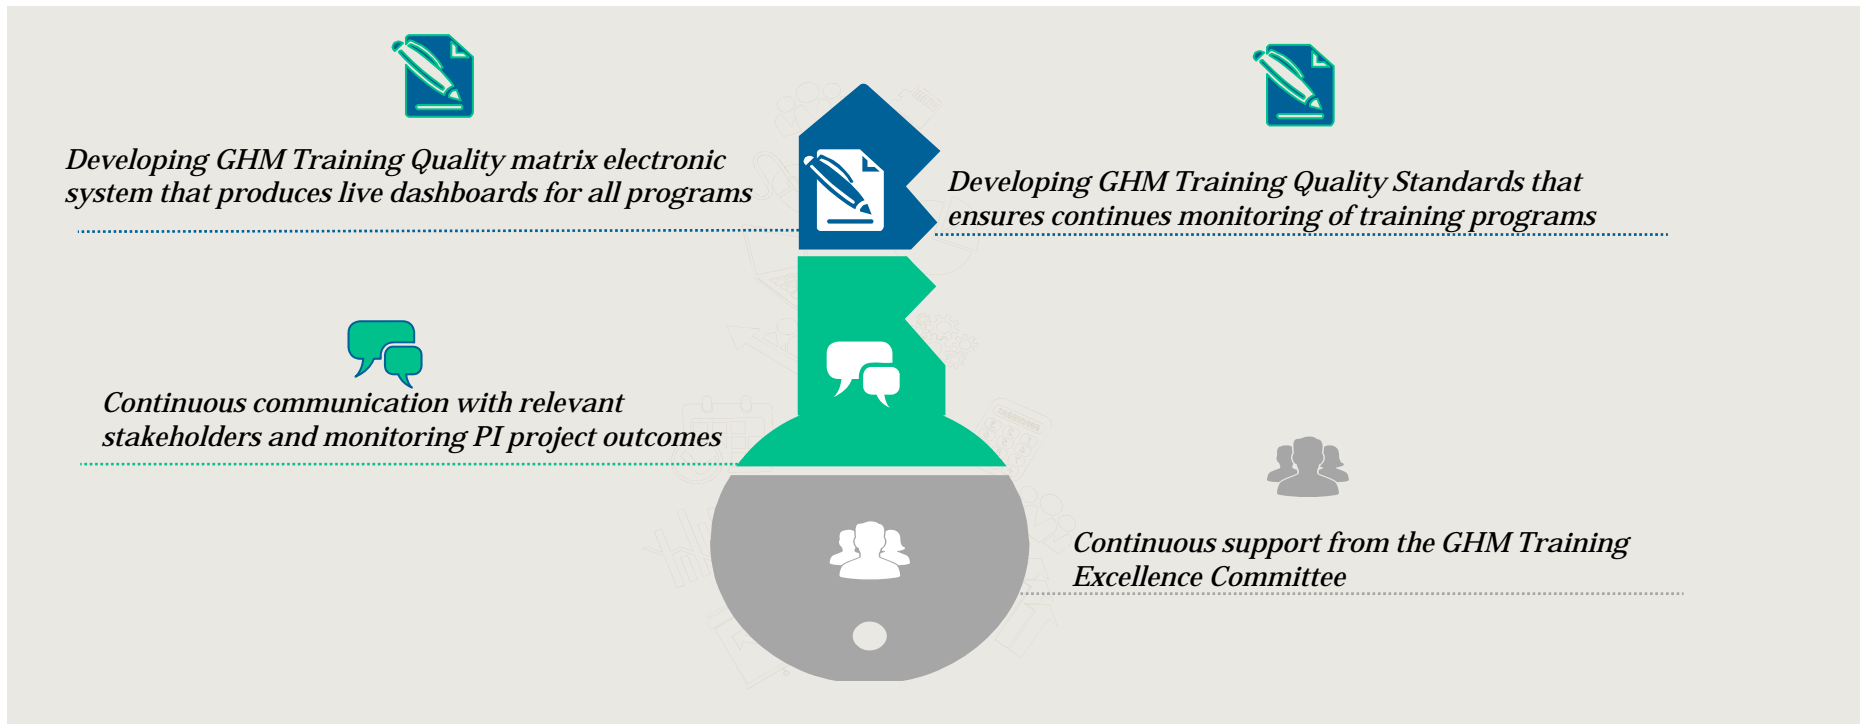 Developing GHM Training Quality matrix electronic
system that produces live dashboards for all programs
Developing GHM Training Quality Standards that
ensures continues monitoring of training programs
Continuous communication with relevant
stakeholders and monitoring PI project outcomes
Continuous support from the GHM Training
Excellence Committee